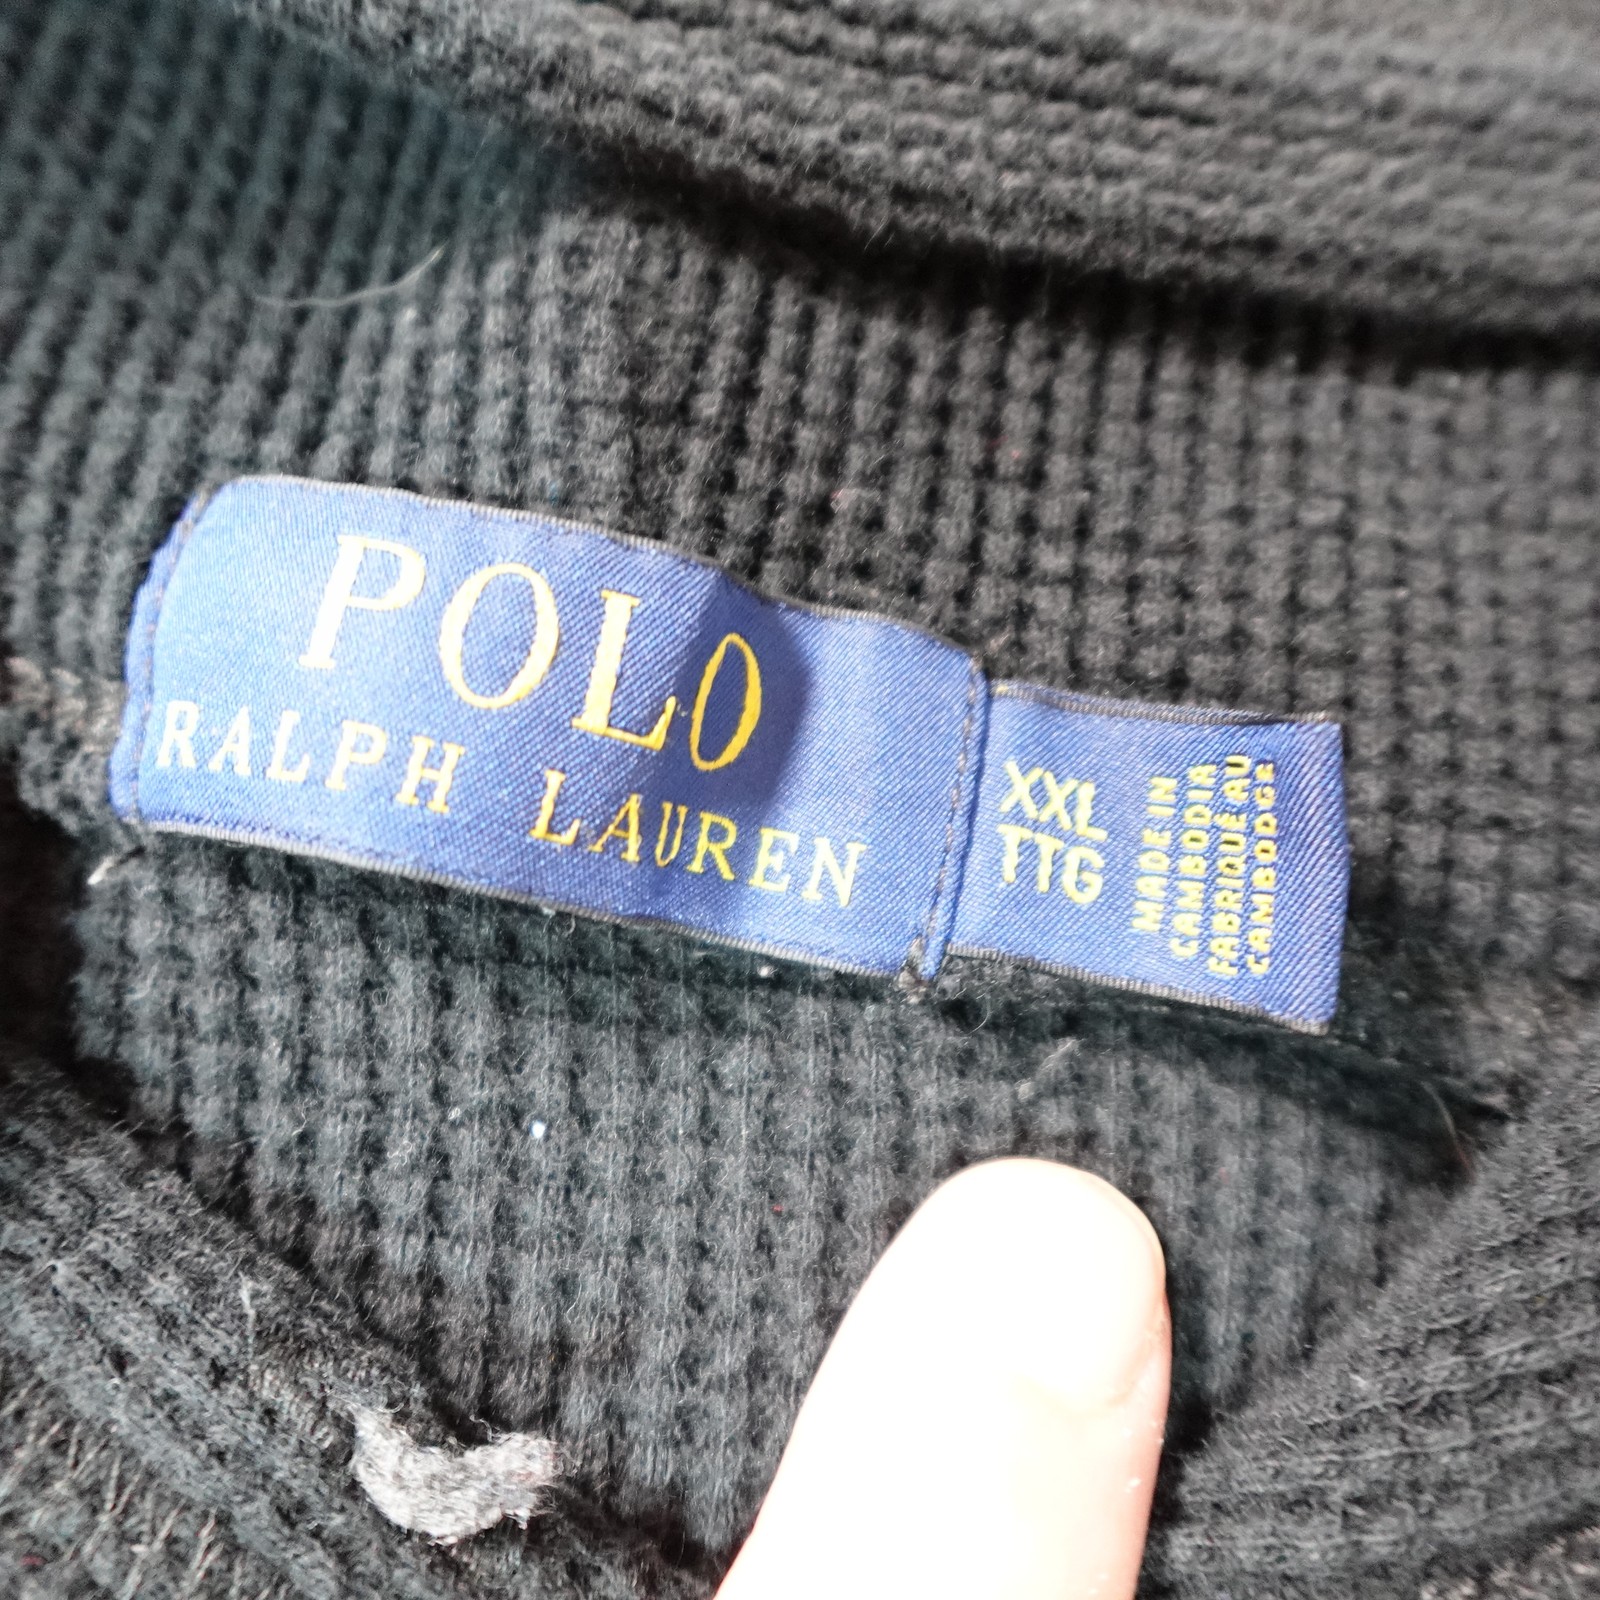 POLO
RALPH LAUREN
XXL
TTG
MADE IN
CAMBODIA
FABRIQUÉ AU
CAMBODGE